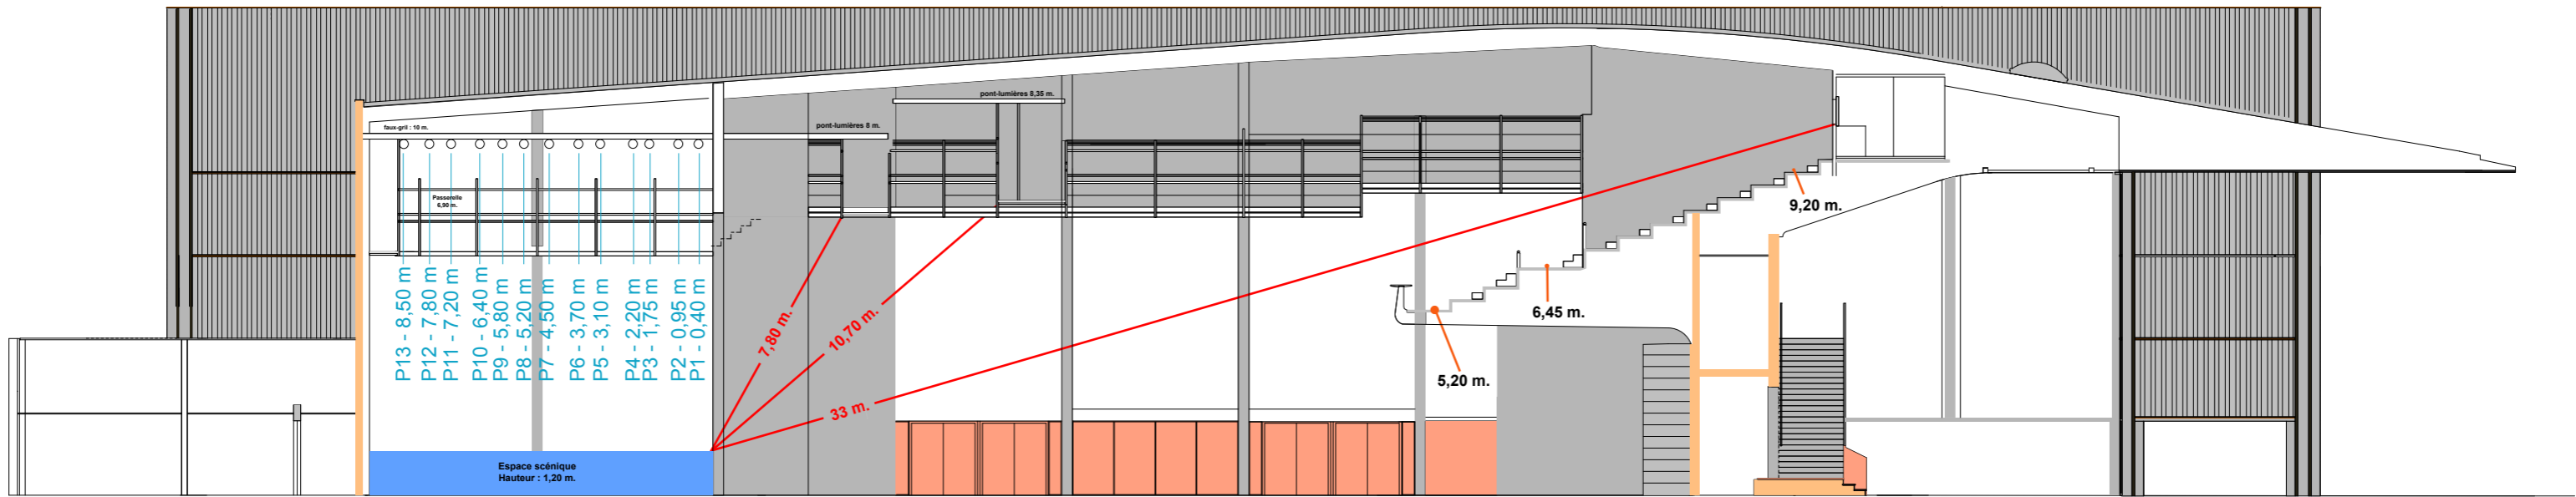 pont-lumières 8,35 m.
faux-gril : 10 m.
pont-lumières 8 m.
Passerelle
6,90 m.
9,20 m.
P13 - 8,50 m
P12 - 7,80 m
P11 - 7,20 m
P10 - 6,40 m
P9 - 5,80 m
P8 - 5,20 m
P7 - 4,50 m
P6 - 3,70 m
P5 - 3,10 m
P4 - 2,20 m
P3 - 1,75 m
P2 - 0,95 m
P1 - 0,40 m
7,80 m.
10,70 m.
33 m.
6,45 m.
5,20 m.
Espace scénique
Hauteur : 1,20 m.